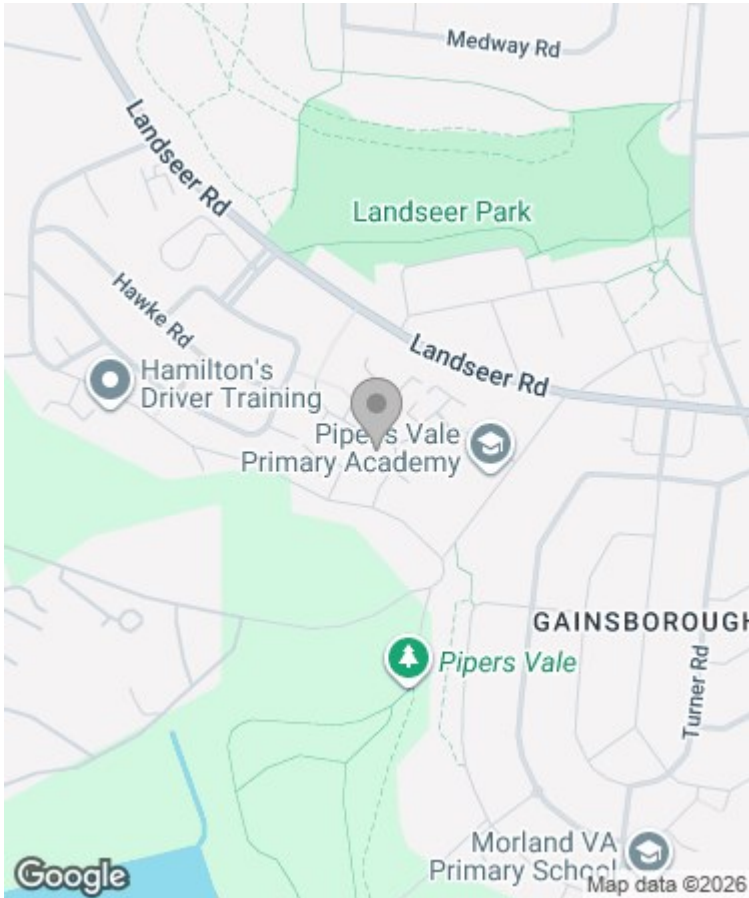 Medway Rd
Landseer Rd
Landseer Park
Hawke Rd
Landseer Rd
Hamilton's
Driver Training
Pipers Vale
Primary Academy
GAINSBOROUGH
Pipers Vale
Turner Rd
Morland VA
Primary School
Google
Map data ©2026